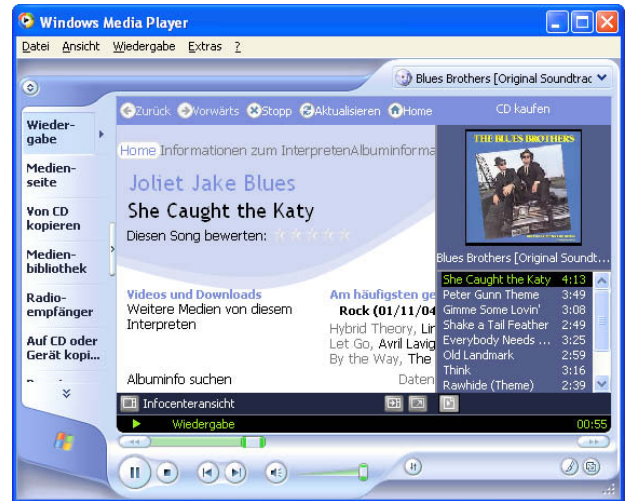 Windows Media Player
Datei Ansicht Wiedergabe Extras ?
Blues Brothers [Original Soundtrac
Wieder-
gabe
Medien-
seite
Von CD
kopieren
Medien-
bibliothek
Radio-
empfänger
Auf CD oder
Gerät kopi...
Zurück Vorwärts Stopp Aktualisieren Home
Home Informationen zum InterpretenAlbuminforma
Joliet Jake Blues
She Caught the Katy
Diesen Song bewerten:
Videos und Downloads
Weitere Medien von diesem
Interpreten
Albuminfo suchen
Am häufigsten ge
Rock (01/11/04
Hybrid Theory, Lin
Let Go, Avril Lavig
By the Way, The
Daten
CD kaufen
THE BLUES BROTHERS
Blues Brothers [Original Soundt...
She Caught the Katy 4:13
Peter Gunn Theme 3:49
Gimme Some Lovin' 3:08
Shake a Tail Feather 2:49
Everybody Needs ... 3:25
Old Landmark 2:59
Think 3:16
Rawhide (Theme) 2:39
Infocenteransicht
Wiedergabe 00:55